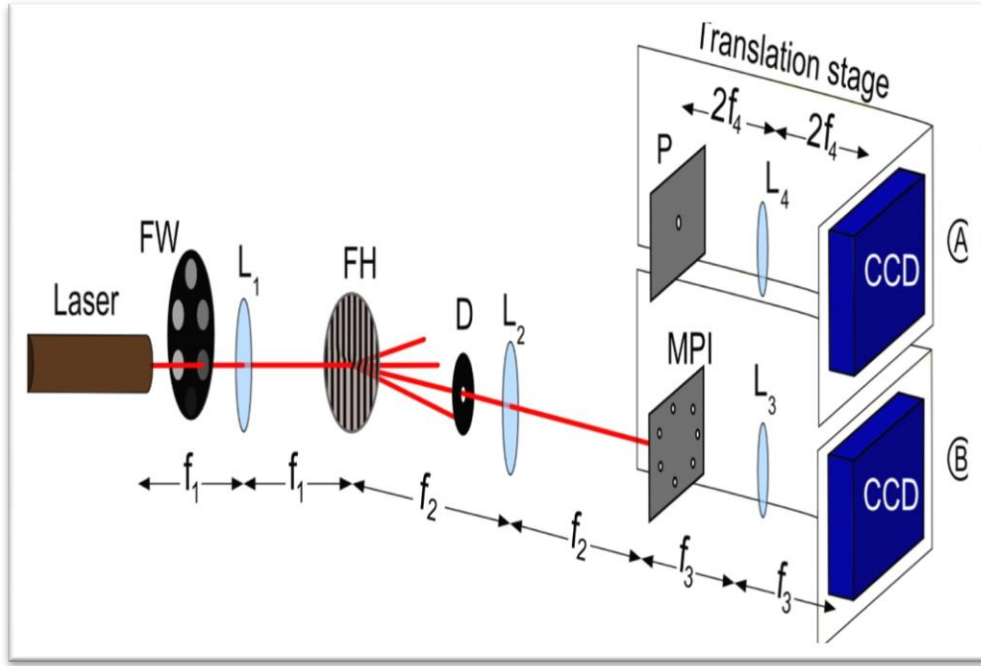 Translation stage
2f₄
2f₄
P
L₄
FW
L₁
FH
CCD
A
Laser
D
L₂
MPI
L₃
B
CCD
f₁
f₁
f₂
f₂
f₃
f₃